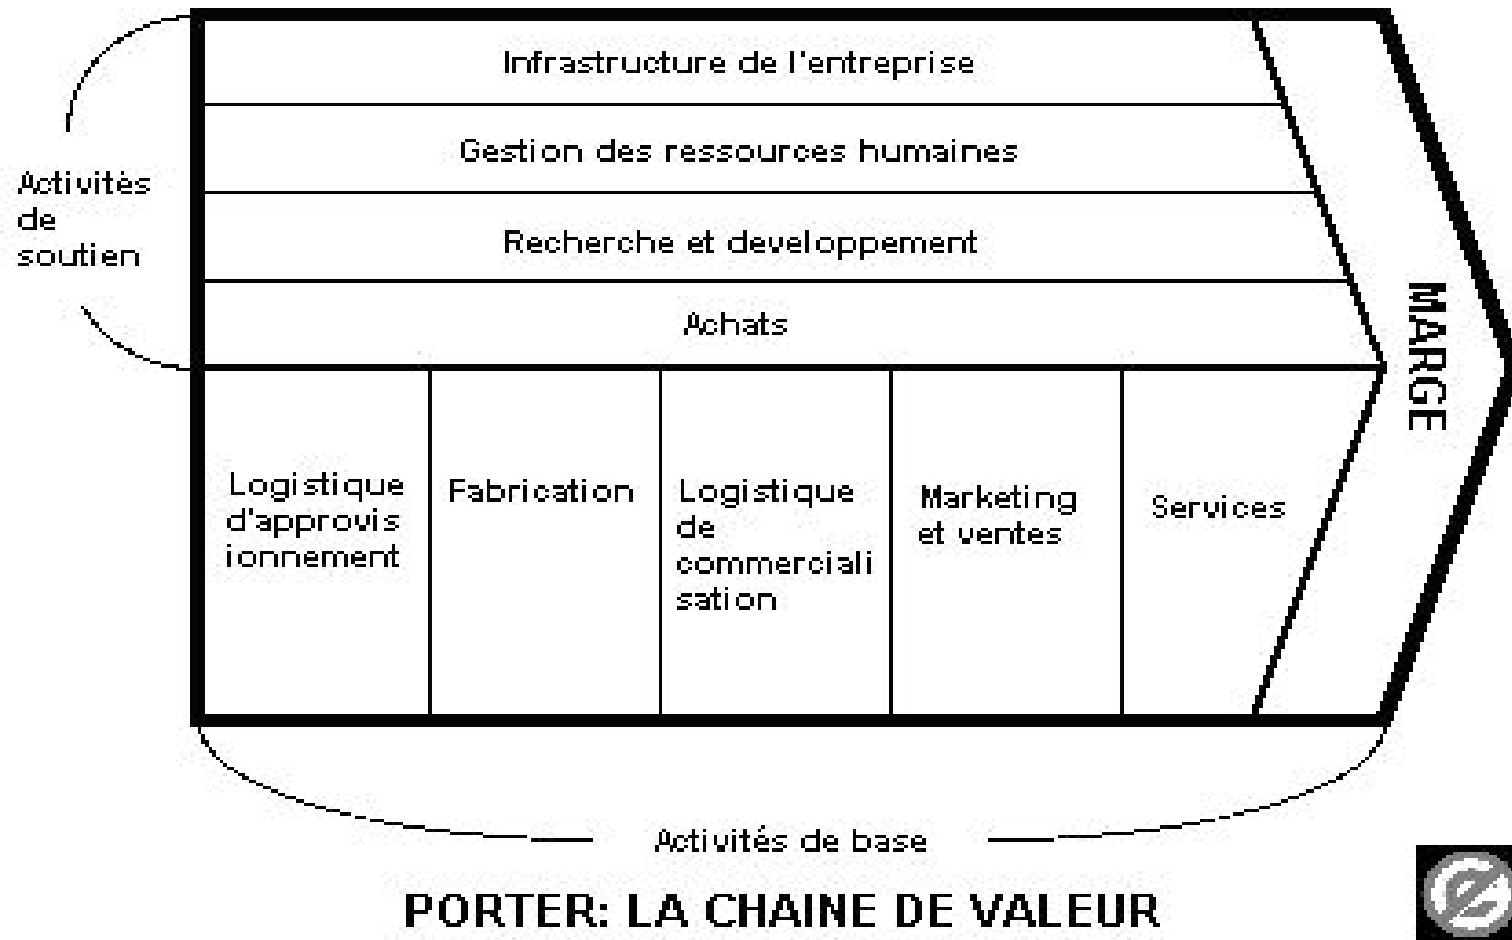 Infrastructure de l'entreprise
Gestion des ressources humaines
Recherche et developpement
Achats
Activités
de
soutien
MARGE
Logistique
d'approvis
ionnement
Fabrication
Logistique
de
commerciali
sation
Marketing
et ventes
Services
Activités de base
PORTER: LA CHAINE DE VALEUR